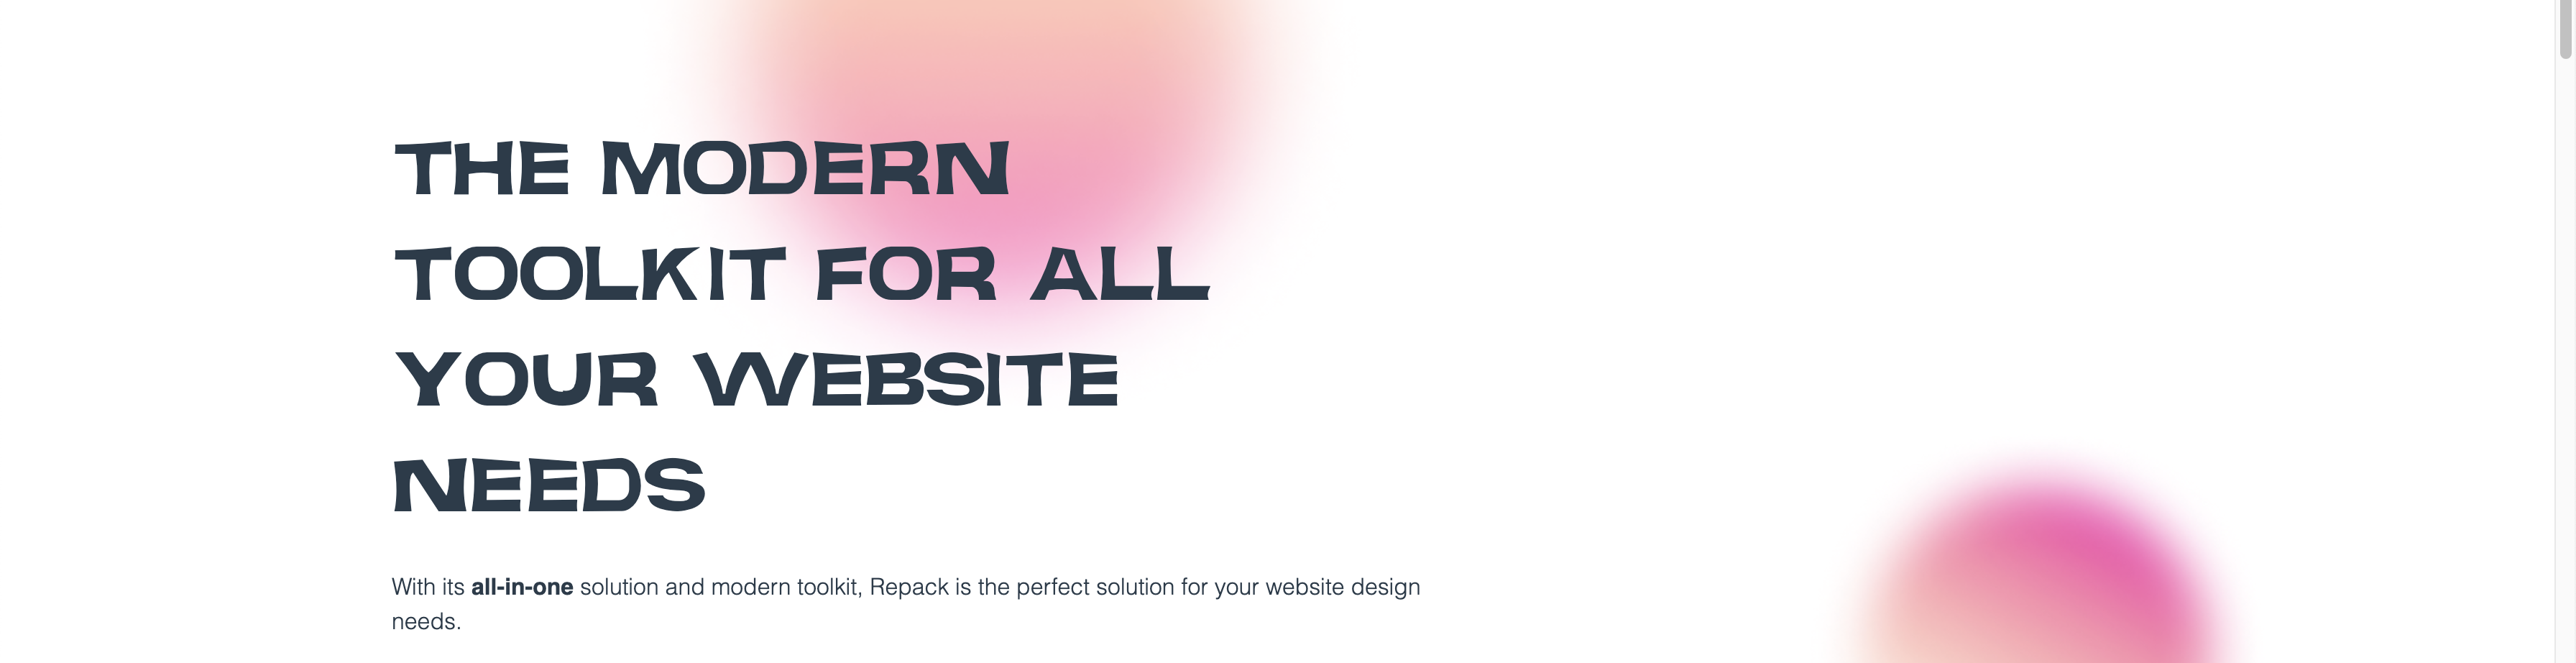 THE MODERN
TOOLKIT FOR ALL
YOUR WEBSITE
NEEDS
With its all-in-one solution and modern toolkit, Repack is the perfect solution for your website design
needs.